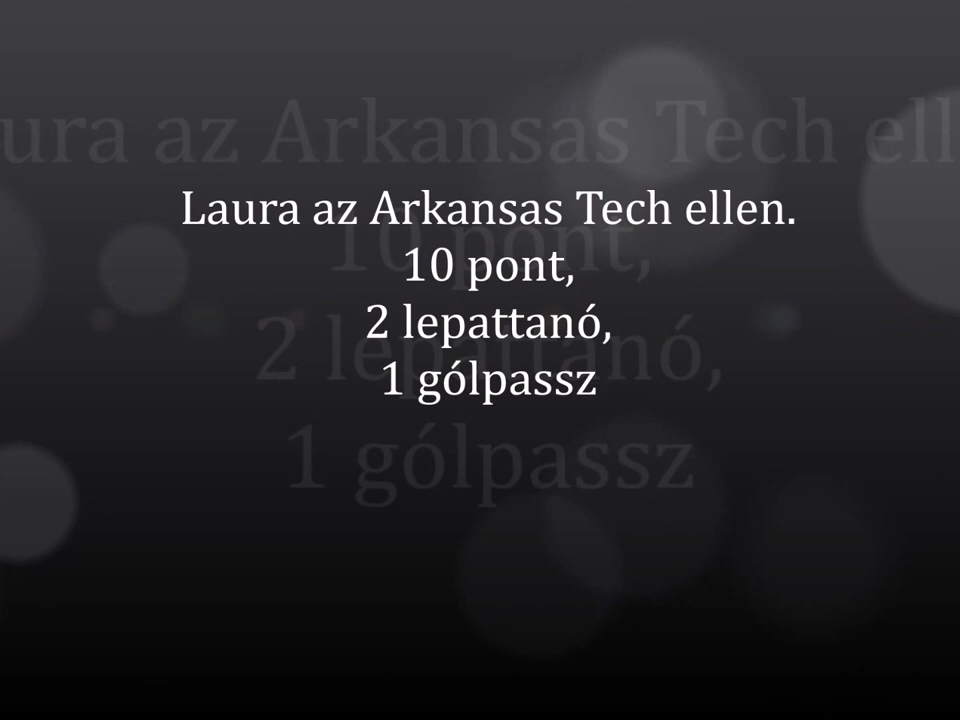 Laura az Arkansas Tech ellen.
10 pont,
2 lepattanó,
1 gólpassz